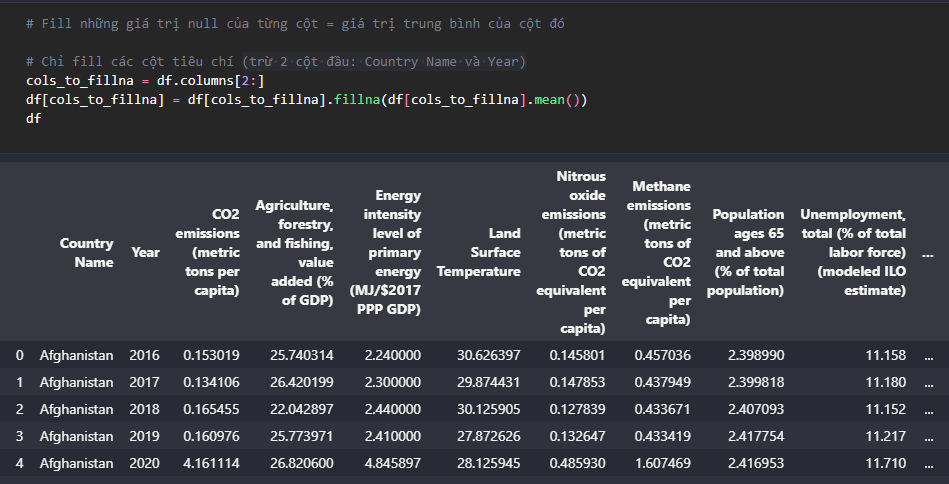 # Fill những giá trị null của từng cột = giá trị trung bình của cột đó
# Chỉ fill các cột tiêu chí (trừ 2 cột đầu: Country Name và Year)
cols_to_fillna = df.columns[2:]
df[cols_to_fillna] = df[cols_to_fillna].fillna(df[cols_to_fillna].mean())
df
Country Name Year CO2 emissions (metric tons per capita) Agriculture, forestry, and fishing, value added (% of GDP) Energy intensity level of primary energy (MJ/$2017 PPP GDP) Land Surface Temperature Nitrous oxide emissions (metric tons of CO2 equivalent per capita) Methane emissions (metric tons of CO2 equivalent per capita) Population ages 65 and above (% of total population) Unemployment, total (% of total labor force) (modeled ILO estimate) ...
0 Afghanistan 2016 0.153019 25.740314 2.240000 30.626397 0.145801 0.457036 2.398990 11.158 ...
1 Afghanistan 2017 0.134106 26.420199 2.300000 29.874431 0.147853 0.437949 2.399818 11.180 ...
2 Afghanistan 2018 0.165455 22.042897 2.440000 30.125905 0.127839 0.433671 2.407093 11.152 ...
3 Afghanistan 2019 0.160976 25.773971 2.410000 27.872626 0.132647 0.433419 2.417754 11.217 ...
4 Afghanistan 2020 4.161114 26.820600 4.845897 28.125945 0.485930 1.607469 2.416953 11.710 ...